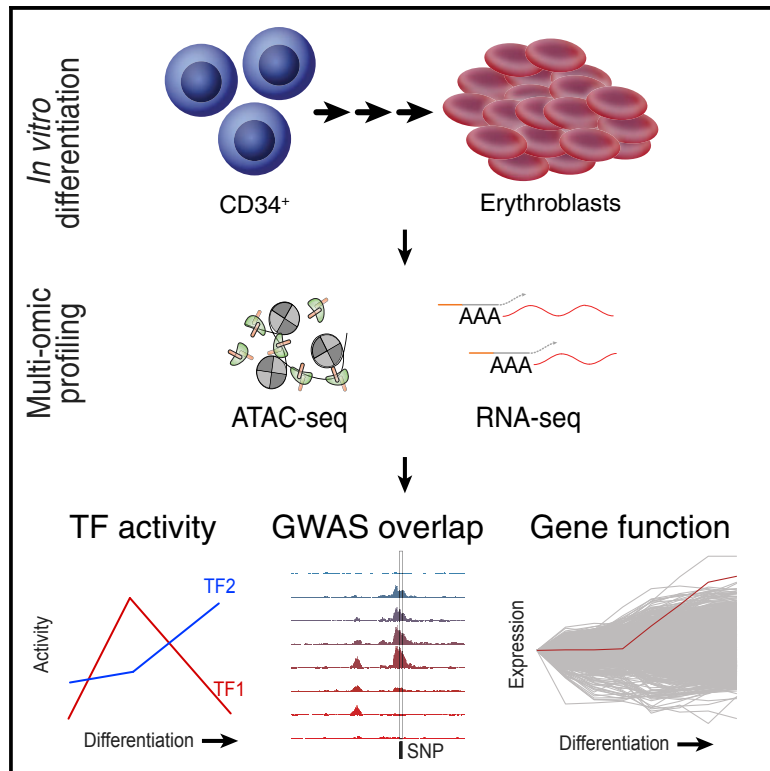 In vitro
differentiation
CD34+
Erythroblasts
Multi-omic
profiling
AAA
AAA
ATAC-seq
RNA-seq
TF activity
GWAS overlap
Gene function
Activity
TF2
TF1
Differentiation
SNP
Expression
Differentiation